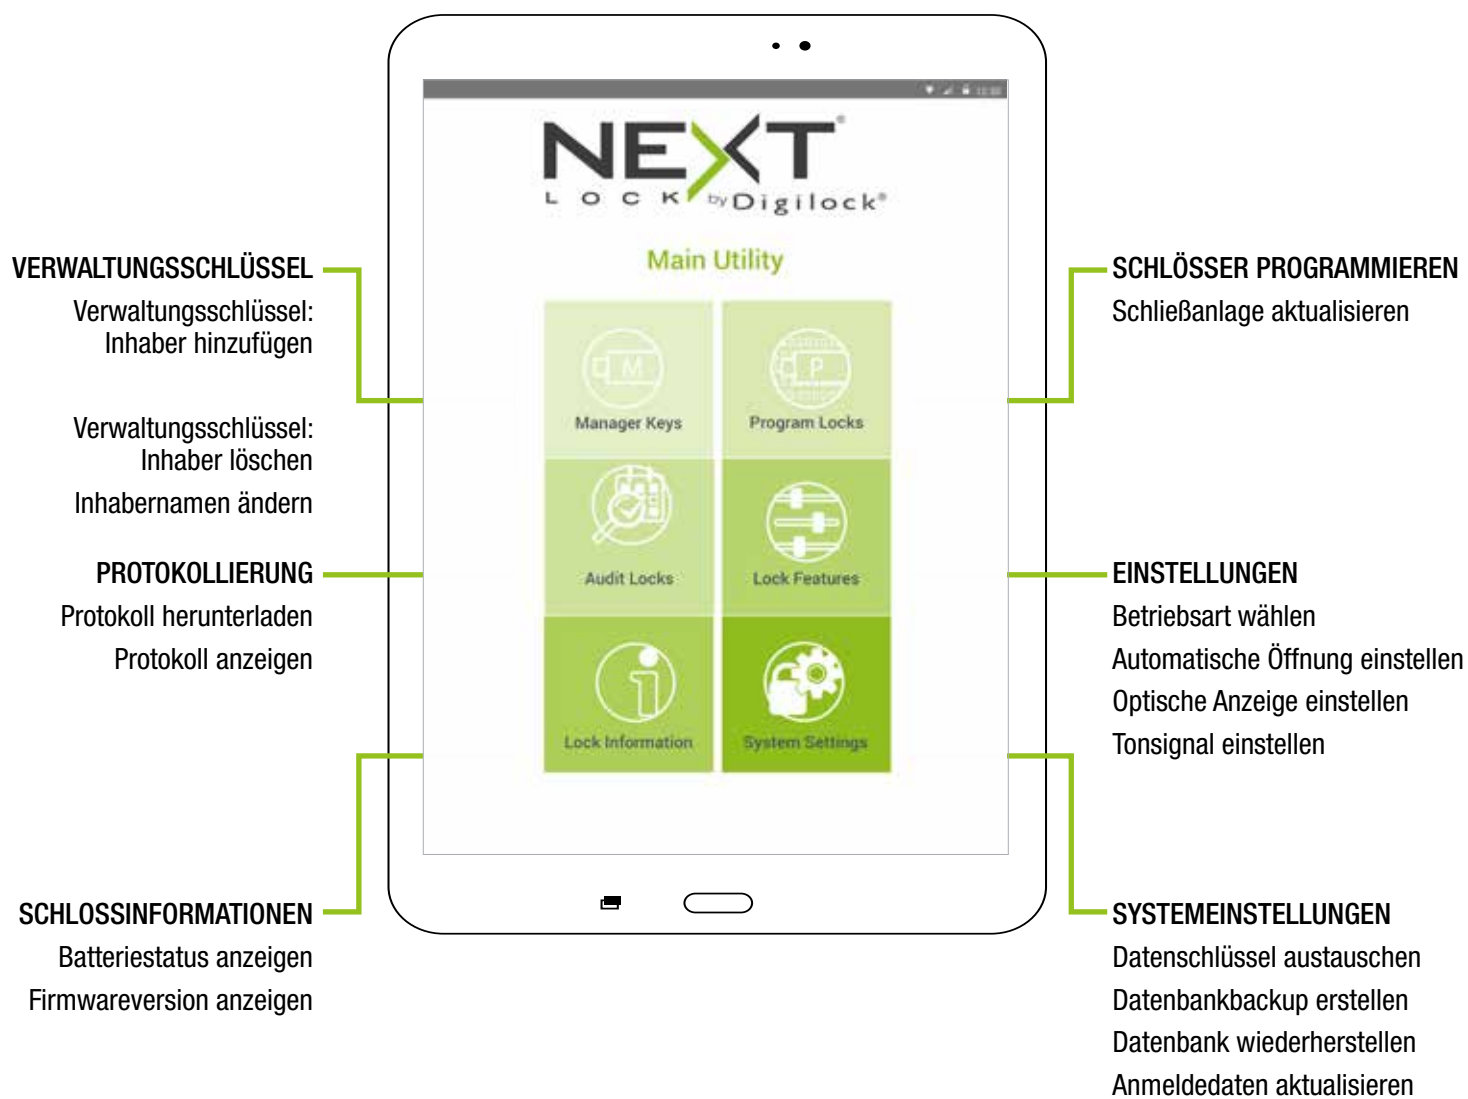 NEXT®
LOCK by Digilock®
Main Utility
Manager Keys
Program Locks
Audit Locks
Lock Features
Lock Information
System Settings
M
P
VERWALTUNGSSCHLÜSSEL
Verwaltungsschlüssel:
Inhaber hinzufügen
Verwaltungsschlüssel:
Inhaber löschen
Inhabernamen ändern
PROTOKOLLIERUNG
Protokoll herunterladen
Protokoll anzeigen
SCHLOSSINFORMATIONEN
Batteriestatus anzeigen
Firmwareversion anzeigen
SCHLÖSSER PROGRAMMIEREN
Schließanlage aktualisieren
EINSTELLUNGEN
Betriebsart wählen
Automatische Öffnung einstellen
Optische Anzeige einstellen
Tonsignal einstellen
SYSTEMEINSTELLUNGEN
Datenschlüssel austauschen
Datenbankbackup erstellen
Datenbank wiederherstellen
Anmeldedaten aktualisieren